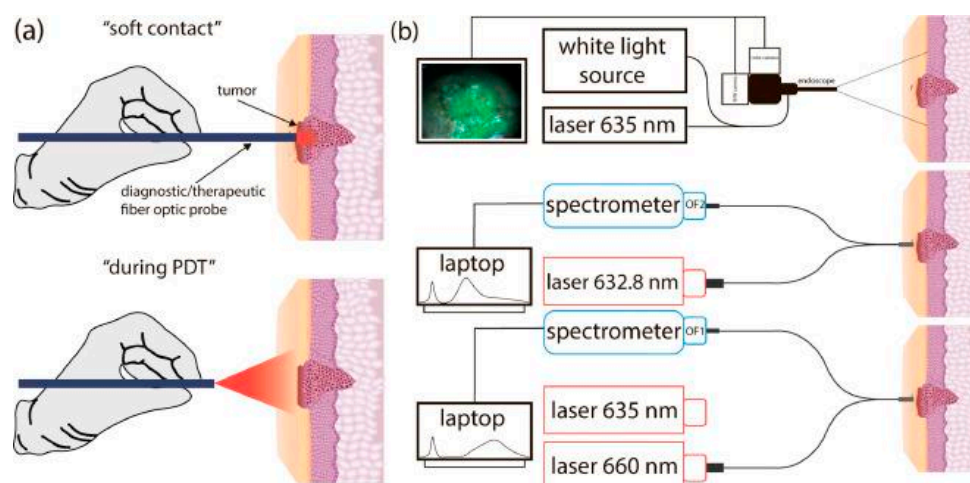 (a)
"soft contact"
tumor
diagnostic/therapeutic
fiber optic probe
"during PDT"
(b)
white light
source
laser 635 nm
endoscope
spectrometer
OF2
laptop
laser 632.8 nm
spectrometer
OF1
laptop
laser 635 nm
laser 660 nm